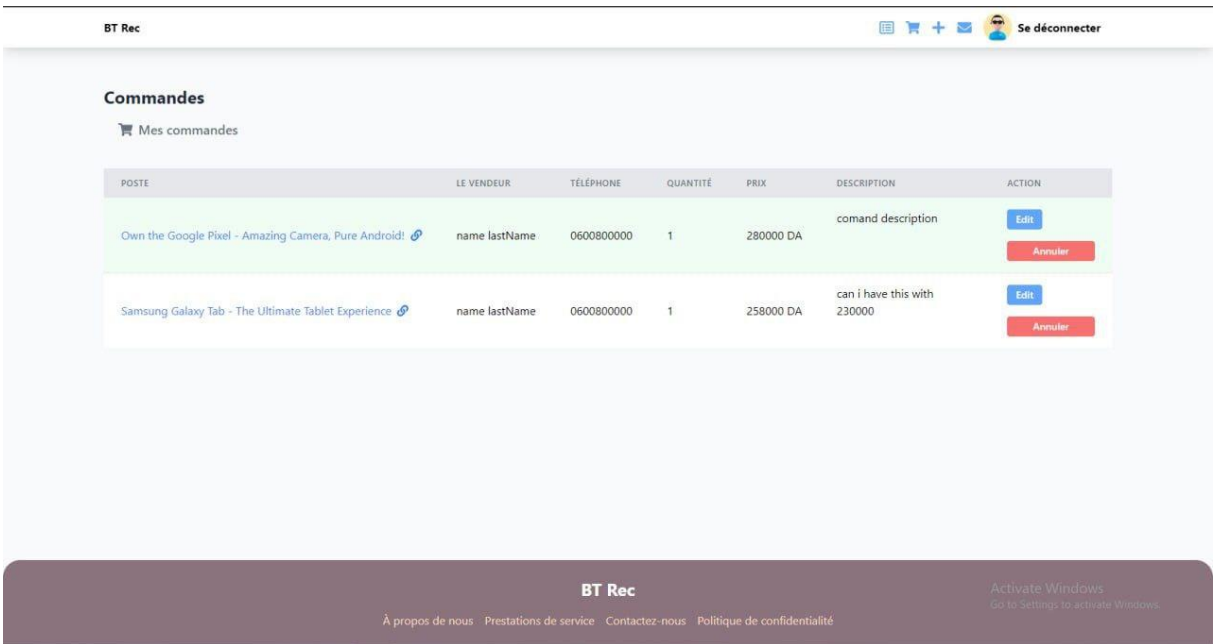 BT Rec
Se déconnecter
Commandes
Mes commandes
POSTE LE VENDEUR TÉLÉPHONE QUANTITÉ PRIX DESCRIPTION ACTION
Own the Google Pixel - Amazing Camera, Pure Android! name lastName 0600800000 1 280000 DA comand description Edit
Annuler
Samsung Galaxy Tab - The Ultimate Tablet Experience name lastName 0600800000 1 258000 DA can i have this with
230000
Edit
Annuler
BT Rec
À propos de nous Prestations de service Contactez-nous Politique de confidentialité
Activate Windows
Go to Settings to activate Windows.